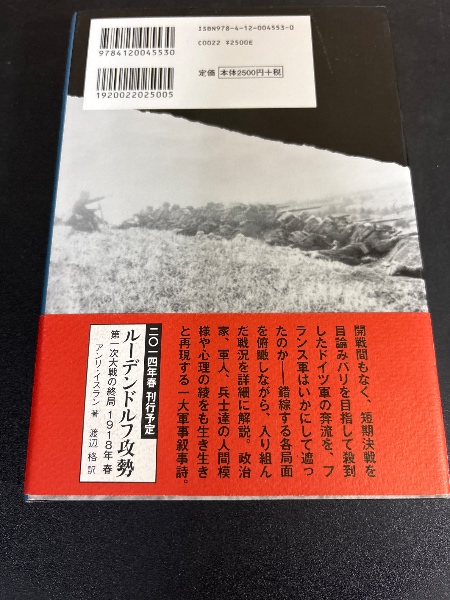 ISBN978-4-12-004553-0
C0022 ¥2500E
定価 本体2500円+税
9784120045530
1920022025005
開戦間もなく、短期決戦を
目論みパリを目指して殺到
したドイツ軍の奔流を、フ
ランス軍はいかにして遮っ
たのか――錯綜する各局面
を俯瞰しながら、入り組ん
だ戦況を詳細に解説。政治
家、軍人、兵士達の人間模
様や心理の綾をも生き生き
と再現する一大軍事叙事詩。
二〇一四年春 刊行予定
ルーデンドルフ攻勢
第一次大戦の終局 1918年 春
アンリ・イスラン 著 渡辺 格 訳